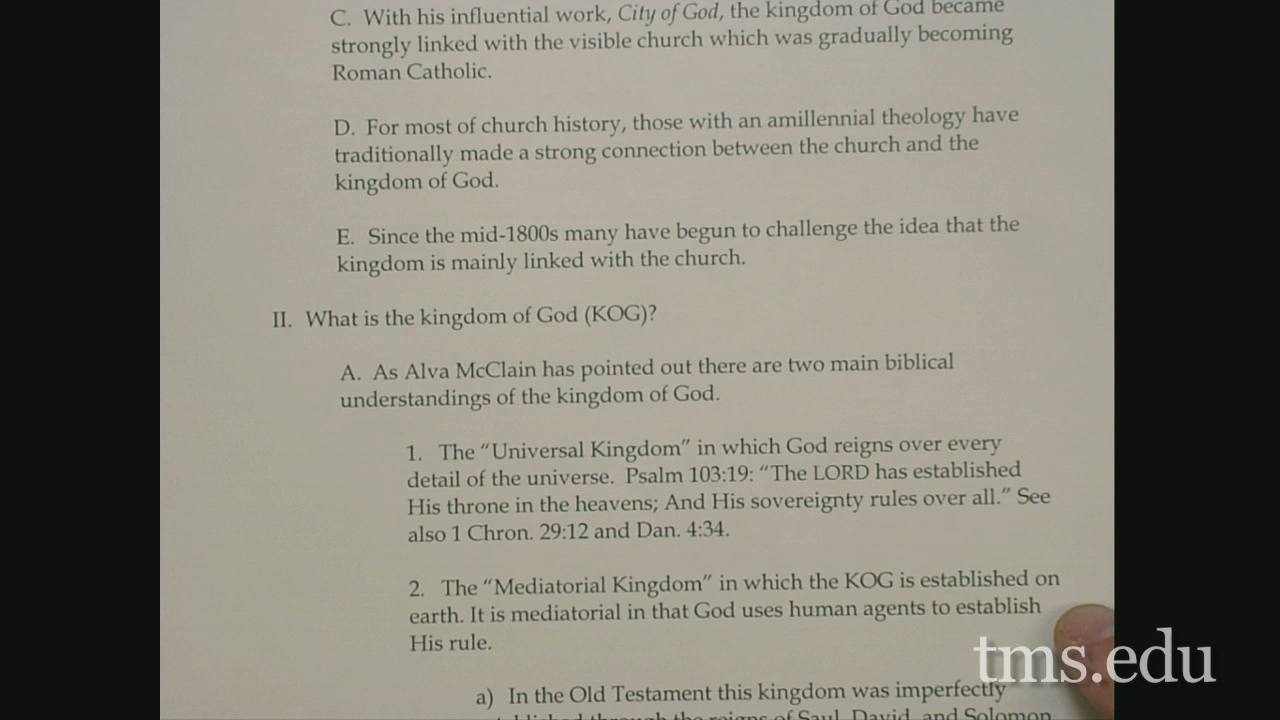 C. With his influential work, City of God, the kingdom of God became
strongly linked with the visible church which was gradually becoming
Roman Catholic.
D. For most of church history, those with an amillennial theology have
traditionally made a strong connection between the church and the
kingdom of God.
E. Since the mid-1800s many have begun to challenge the idea that the
kingdom is mainly linked with the church.
II. What is the kingdom of God (KOG)?
A. As Alva McClain has pointed out there are two main biblical
understandings of the kingdom of God.
1. The “Universal Kingdom” in which God reigns over every
detail of the universe. Psalm 103:19: “The LORD has established
His throne in the heavens; And His sovereignty rules over all.” See
also 1 Chron. 29:12 and Dan. 4:34.
2. The “Mediatorial Kingdom” in which the KOG is established on
earth. It is mediatorial in that God uses human agents to establish
His rule.
tms.edu
a) In the Old Testament this kingdom was imperfectly
through the reigns of Saul, David, and Solomon